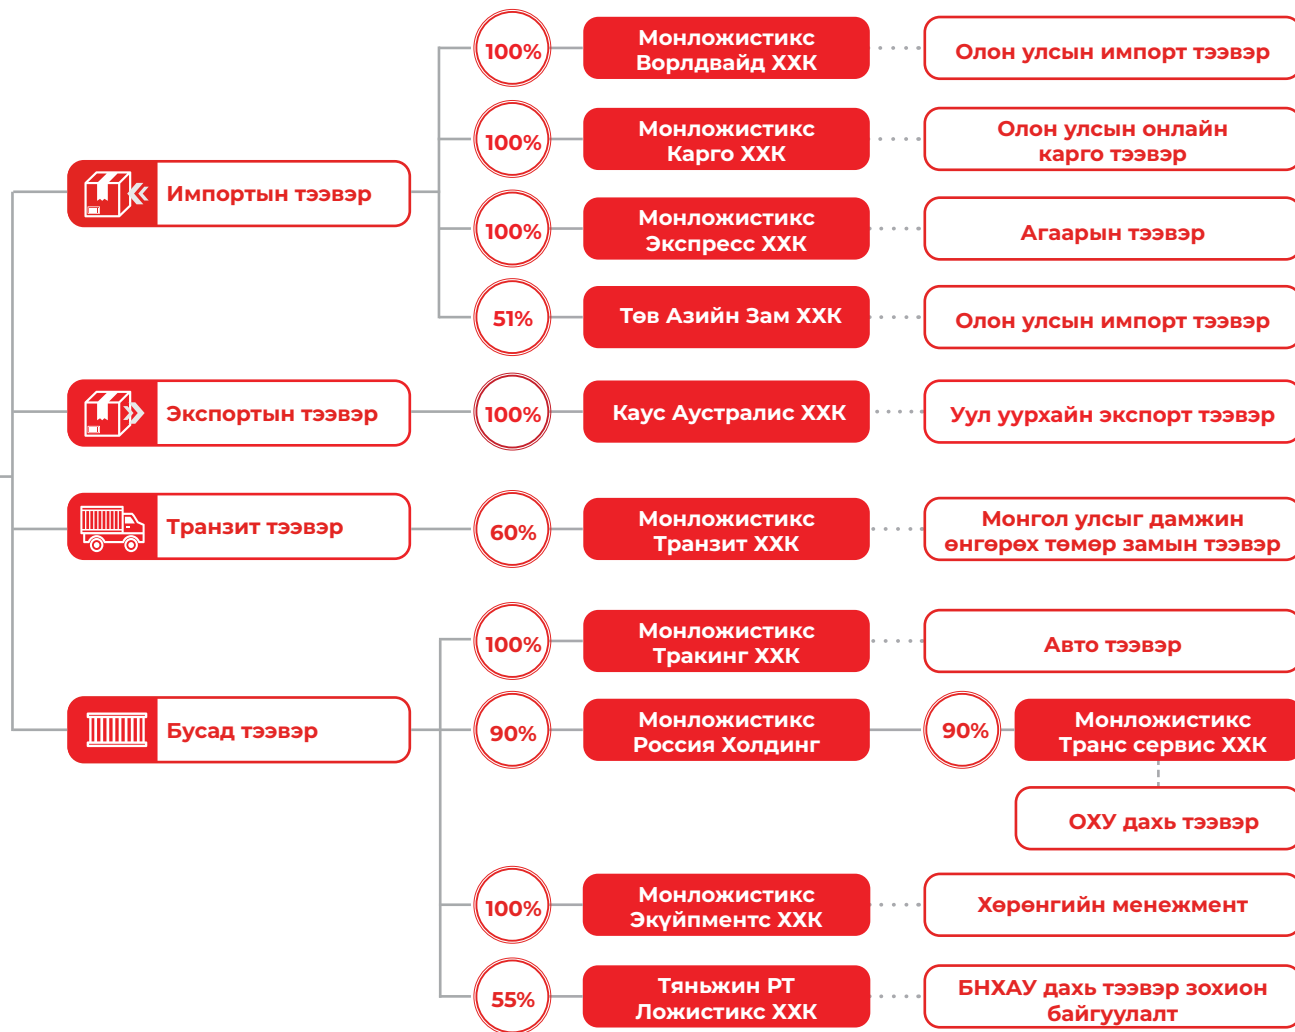 100%
Монложистикс
Ворлдвайд ХХК
Олон улсын импорт тээвэр
100%
Монложистикс
Карго ХХК
Олон улсын онлайн
карго тээвэр
Импортын тээвэр
100%
Монложистикс
Экспресс ХХК
Агаарын тээвэр
51%
Төв Азийн Зам ХХК
Олон улсын импорт тээвэр
Экспортын тээвэр
100%
Каус Аустралис ХХК
Уул уурхайн экспорт тээвэр
Транзит тээвэр
60%
Монложистикс
Транзит ХХК
Монгол улсыг дамжин
өнгөрөх төмөр замын тээвэр
100%
Монложистикс
Тракинг ХХК
Авто тээвэр
Бусад тээвэр
90%
Монложистикс
Россия Холдинг
90%
Монложистикс
Транс сервис ХХК
ОХУ дахь тээвэр
100%
Монложистикс
Экүйпментс ХХК
Хөрөнгийн менежмент
55%
Тяньжин РТ
Ложистикс ХХК
БНХАУ дахь тээвэр зохион
байгуулалт